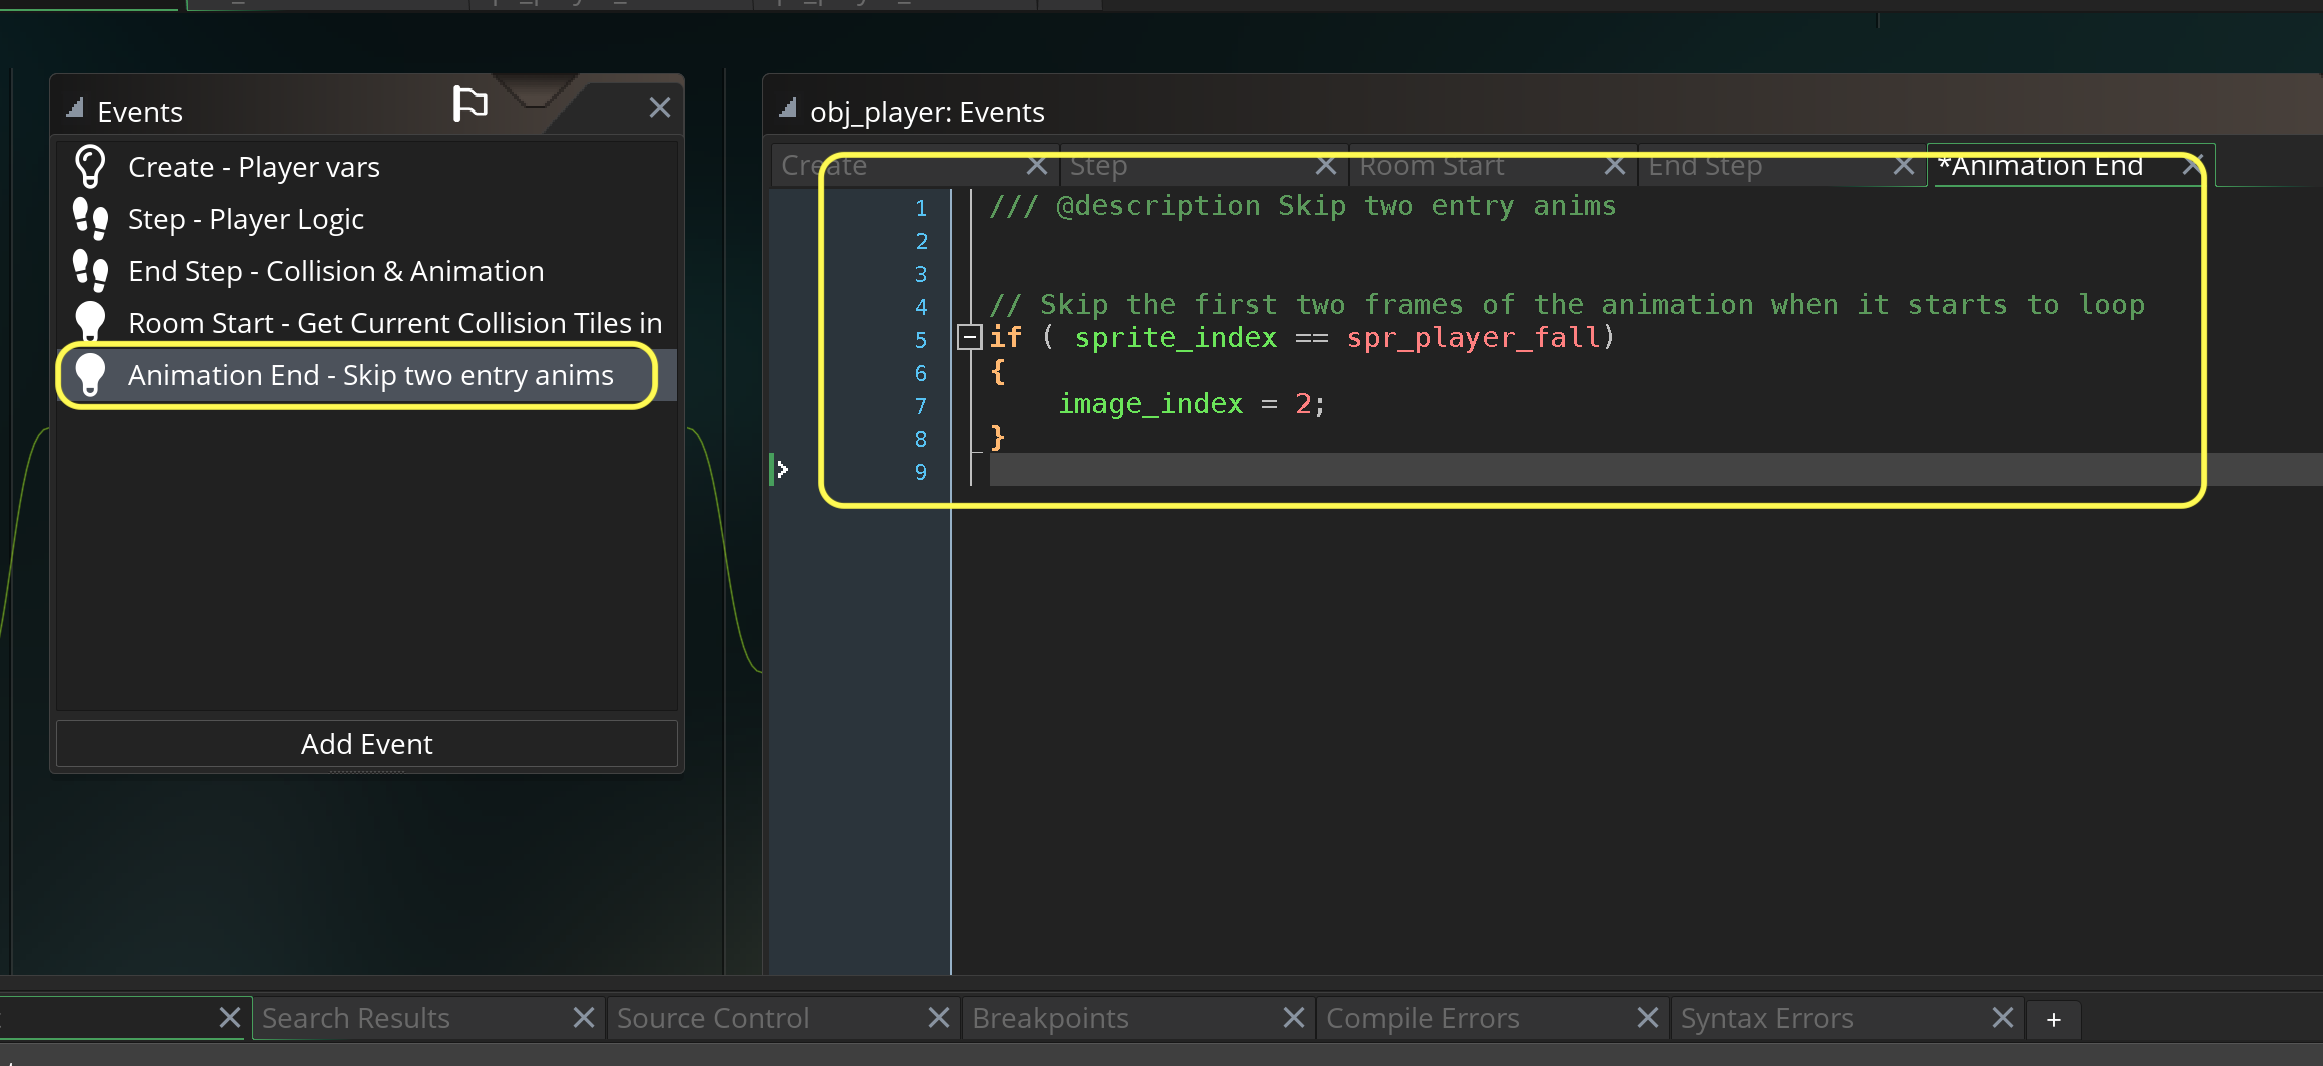 Events
Create - Player vars
Step - Player Logic
End Step - Collision & Animation
Room Start - Get Current Collision Tiles in
Animation End - Skip two entry anims
Add Event
obj_player: Events
Create
Step
Room Start
End Step
*Animation End
1 /// @description Skip two entry anims
2
3
4 // Skip the first two frames of the animation when it starts to loop
5 if ( sprite_index == spr_player_fall)
6 {
7 image_index = 2;
8 }
9
Search Results
Source Control
Breakpoints
Compile Errors
Syntax Errors
+